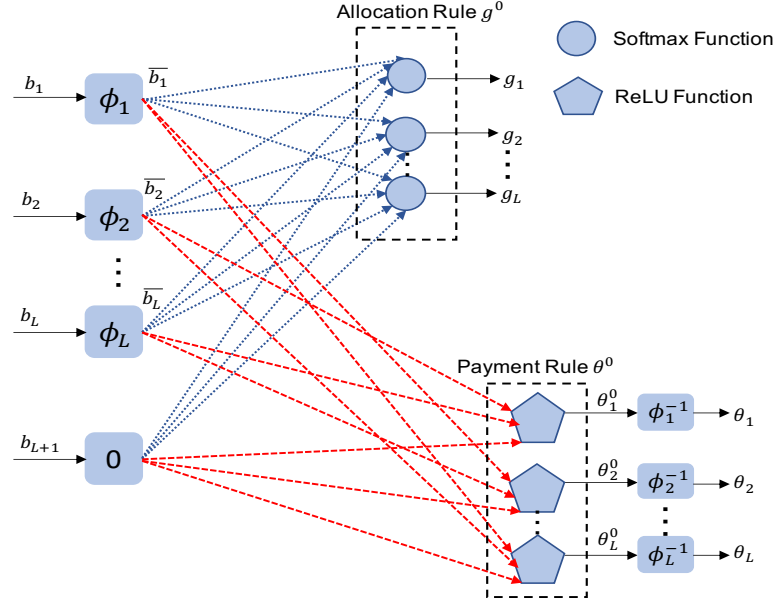 Allocation Rule g⁰
Softmax Function
ReLU Function
b₁
ϕ₁
b̅₁
g₁
g₂
g_L
b₂
ϕ₂
b̅₂
b_L
ϕ_L
b̅_L
b_{L+1}
0
Payment Rule θ⁰
θ₁⁰
ϕ₁⁻¹
θ₁
θ₂⁰
ϕ₂⁻¹
θ₂
θ_L⁰
ϕ_L⁻¹
θ_L